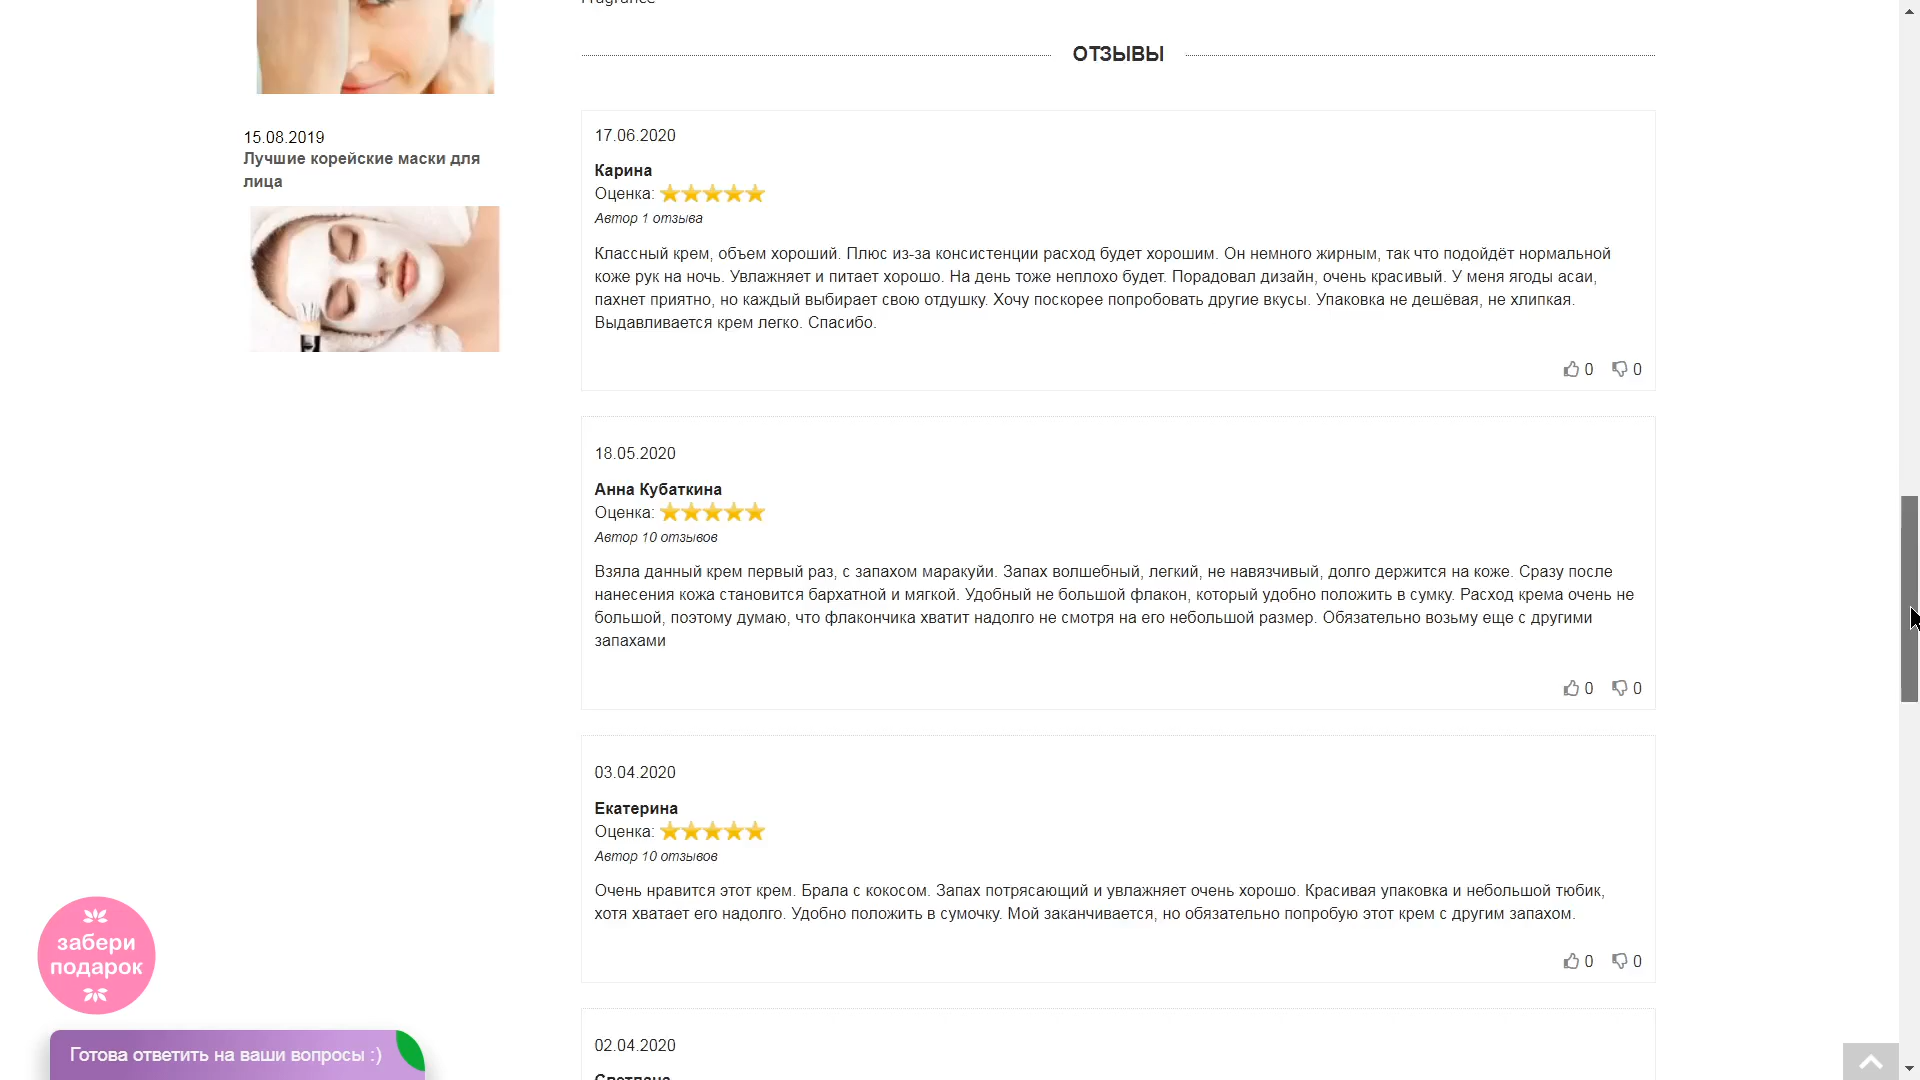 Fragrance
ОТЗЫВЫ
15.08.2019
Лучшие корейские маски для
лица
17.06.2020
Карина
Оценка:
Автор 1 отзыва
Классный крем, объем хороший. Плюс из-за консистенции расход будет хорошим. Он немного жирным, так что подойдёт нормальной
коже рук на ночь. Увлажняет и питает хорошо. На день тоже неплохо будет. Порадовал дизайн, очень красивый. У меня ягоды асаи,
пахнет приятно, но каждый выбирает свою отдушку. Хочу поскорее попробовать другие вкусы. Упаковка не дешёвая, не хлипкая.
Выдавливается крем легко. Спасибо.
0 0
18.05.2020
Анна Кубаткина
Оценка:
Автор 10 отзывов
Взяла данный крем первый раз, с запахом маракуйи. Запах волшебный, легкий, не навязчивый, долго держится на коже. Сразу после
нанесения кожа становится бархатной и мягкой. Удобный не большой флакон, который удобно положить в сумку. Расход крема очень не
большой, поэтому думаю, что флакончика хватит надолго не смотря на его небольшой размер. Обязательно возьму еще с другими
запахами
0 0
03.04.2020
Екатерина
Оценка:
Автор 10 отзывов
Очень нравится этот крем. Брала с кокосом. Запах потрясающий и увлажняет очень хорошо. Красивая упаковка и небольшой тюбик,
хотя хватает его надолго. Удобно положить в сумочку. Мой заканчивается, но обязательно попробую этот крем с другим запахом.
0 0
02.04.2020
Светлана
забери
подарок
Готова ответить на ваши вопросы :)